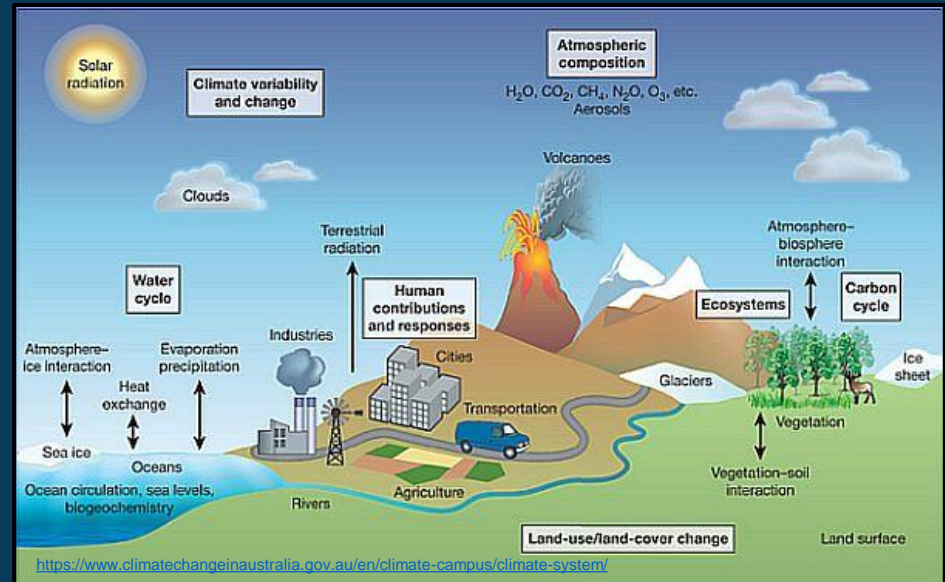 Solar
radiation
Climate variability
and change
Atmospheric
composition
H₂O, CO₂, CH₄, N₂O, O₃, etc.
Aerosols
Clouds
Volcanoes
Terrestrial
radiation
Atmosphere–
biosphere
interaction
Water
cyclo
Human
contributions
and responses
Ecosystems
Carbon
cycle
Atmosphere–
ice interaction
Evaporation
precipitation
Heat
exchange
Industries
Cities
Glaciers
Ice
sheet
Transportation
Vegetation
Sea ice
Oceans
Ocean circulation, sea levels,
biogeochemistry
Rivers
Agriculture
Vegetation–soil
interaction
Land-use/land-cover change
Land surface
https://www.climatechangeinaustralia.gov.au/en/climate-campus/climate-system/